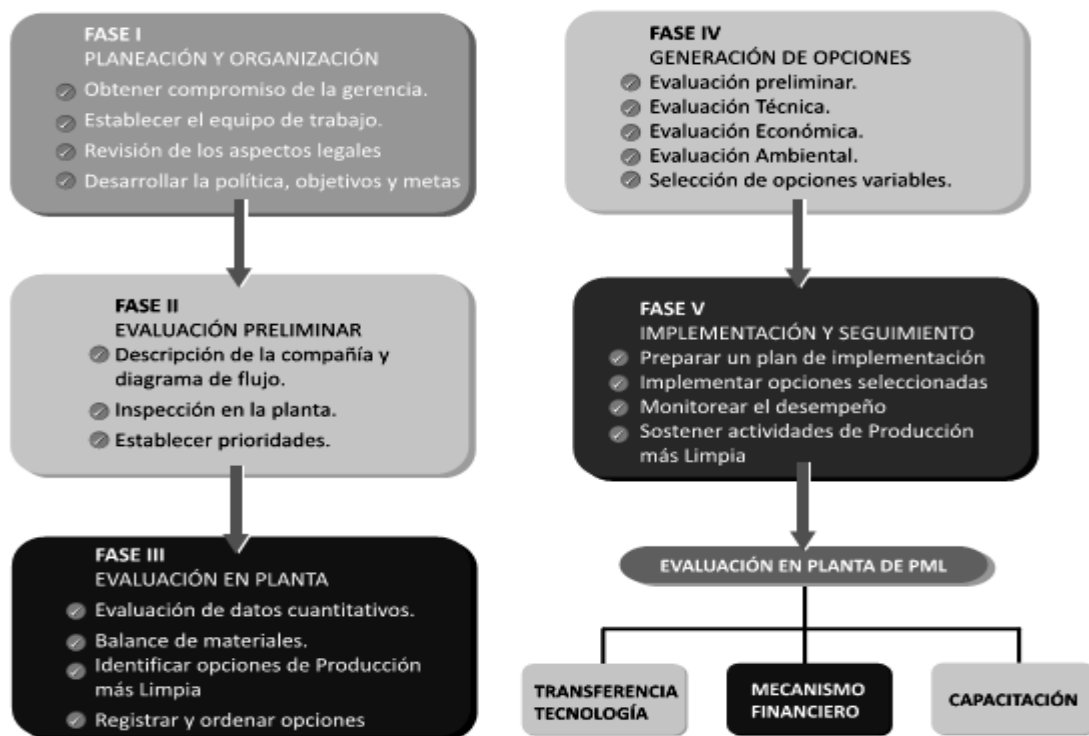 FASE I
PLANEACIÓN Y ORGANIZACIÓN
Obtener compromiso de la gerencia.
Establecer el equipo de trabajo.
Revisión de los aspectos legales
Desarrollar la política, objetivos y metas
FASE II
EVALUACIÓN PRELIMINAR
Descripción de la compañía y
diagrama de flujo.
Inspección en la planta.
Establecer prioridades.
FASE III
EVALUACIÓN EN PLANTA
Evaluación de datos cuantitativos.
Balance de materiales.
Identificar opciones de Producción
más Limpia
Registrar y ordenar opciones
FASE IV
GENERACIÓN DE OPCIONES
Evaluación preliminar.
Evaluación Técnica.
Evaluación Económica.
Evaluación Ambiental.
Selección de opciones variables.
FASE V
IMPLEMENTACIÓN Y SEGUIMIENTO
Preparar un plan de implementación
Implementar opciones seleccionadas
Monitorear el desempeño
Sostener actividades de Producción
más Limpia
EVALUACIÓN EN PLANTA DE PML
TRANSFERENCIA
TECNOLOGÍA
MECANISMO
FINANCIERO
CAPACITACIÓN